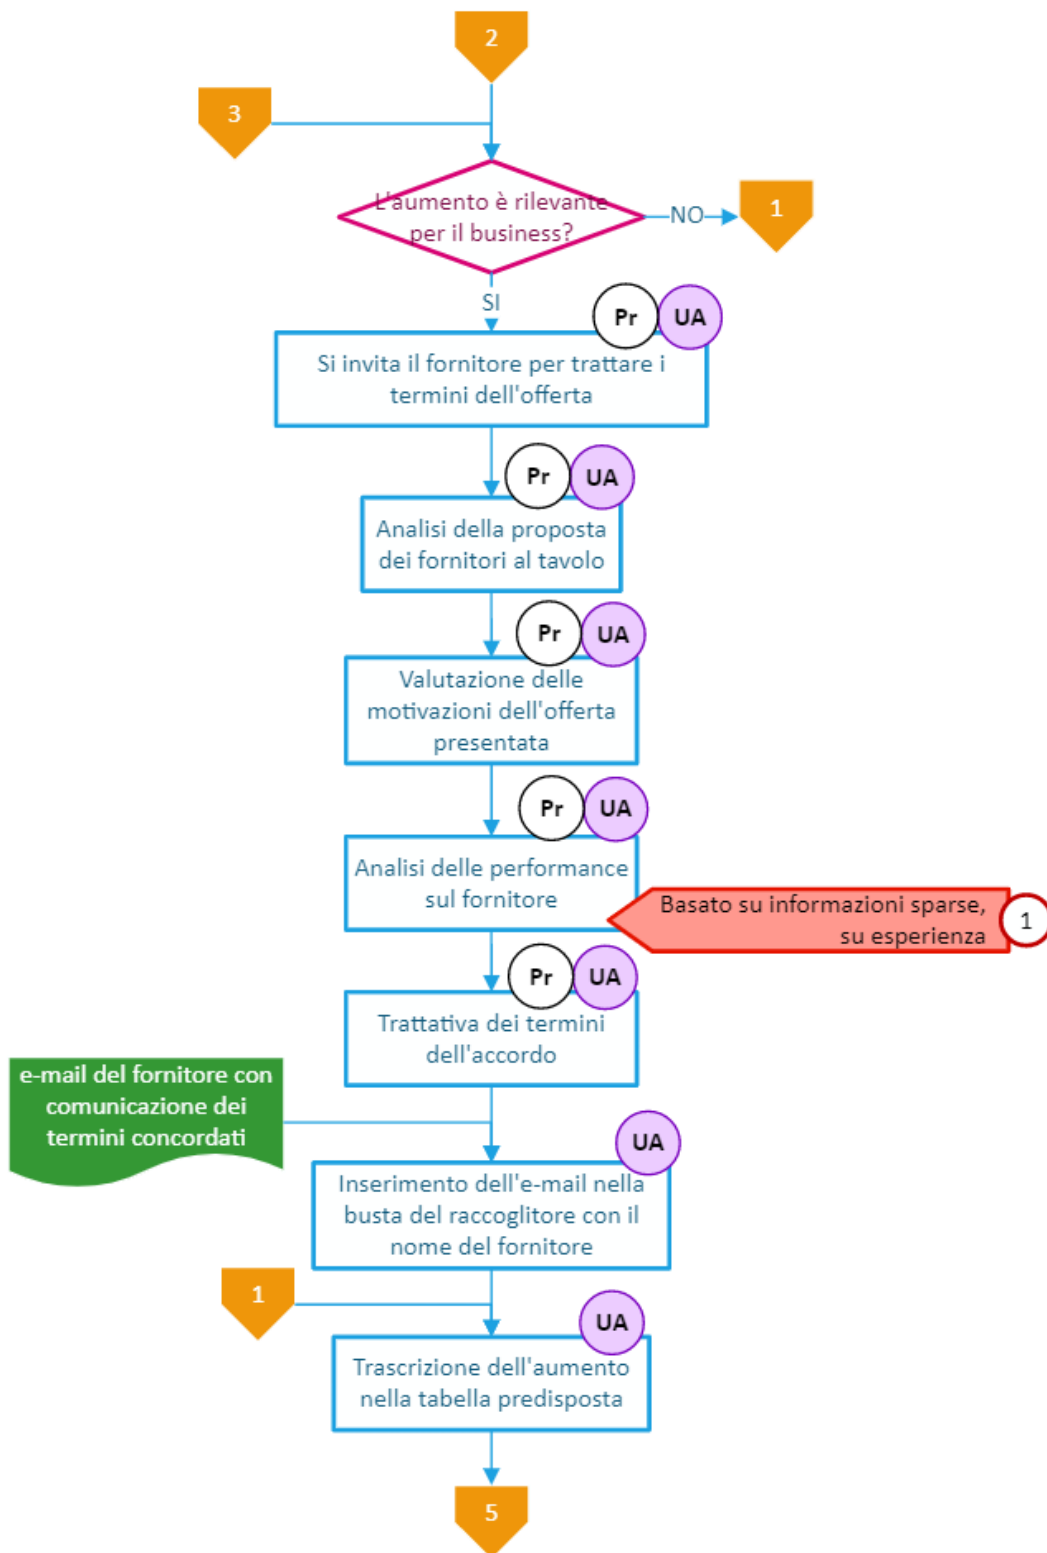 2
3
L'aumento è rilevante
per il business?
NO
1
SI
Pr
UA
Si invita il fornitore per trattare i
termini dell'offerta
Pr
UA
Analisi della proposta
dei fornitori al tavolo
Pr
UA
Valutazione delle
motivazioni dell'offerta
presentata
Pr
UA
Analisi delle performance
sul fornitore
Basato su informazioni sparse,
su esperienza
1
Pr
UA
Trattativa dei termini
dell'accordo
e-mail del fornitore con
comunicazione dei
termini concordati
UA
Inserimento dell'e-mail nella
busta del raccoglitore con il
nome del fornitore
1
UA
Trascrizione dell'aumento
nella tabella predisposta
5